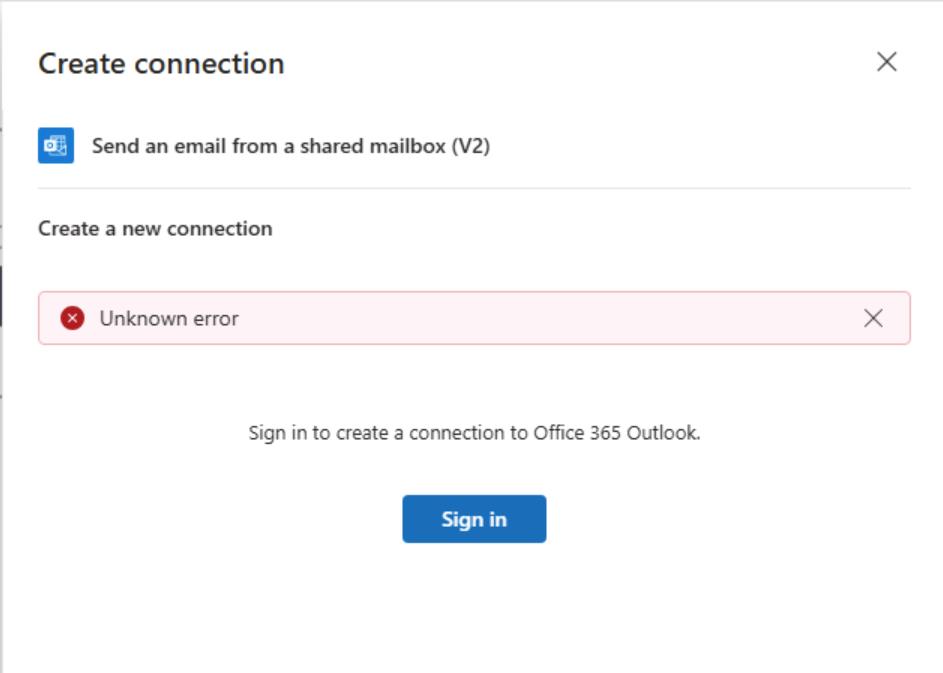 Create connection
Send an email from a shared mailbox (V2)
Create a new connection
Unknown error
Sign in to create a connection to Office 365 Outlook.
Sign in